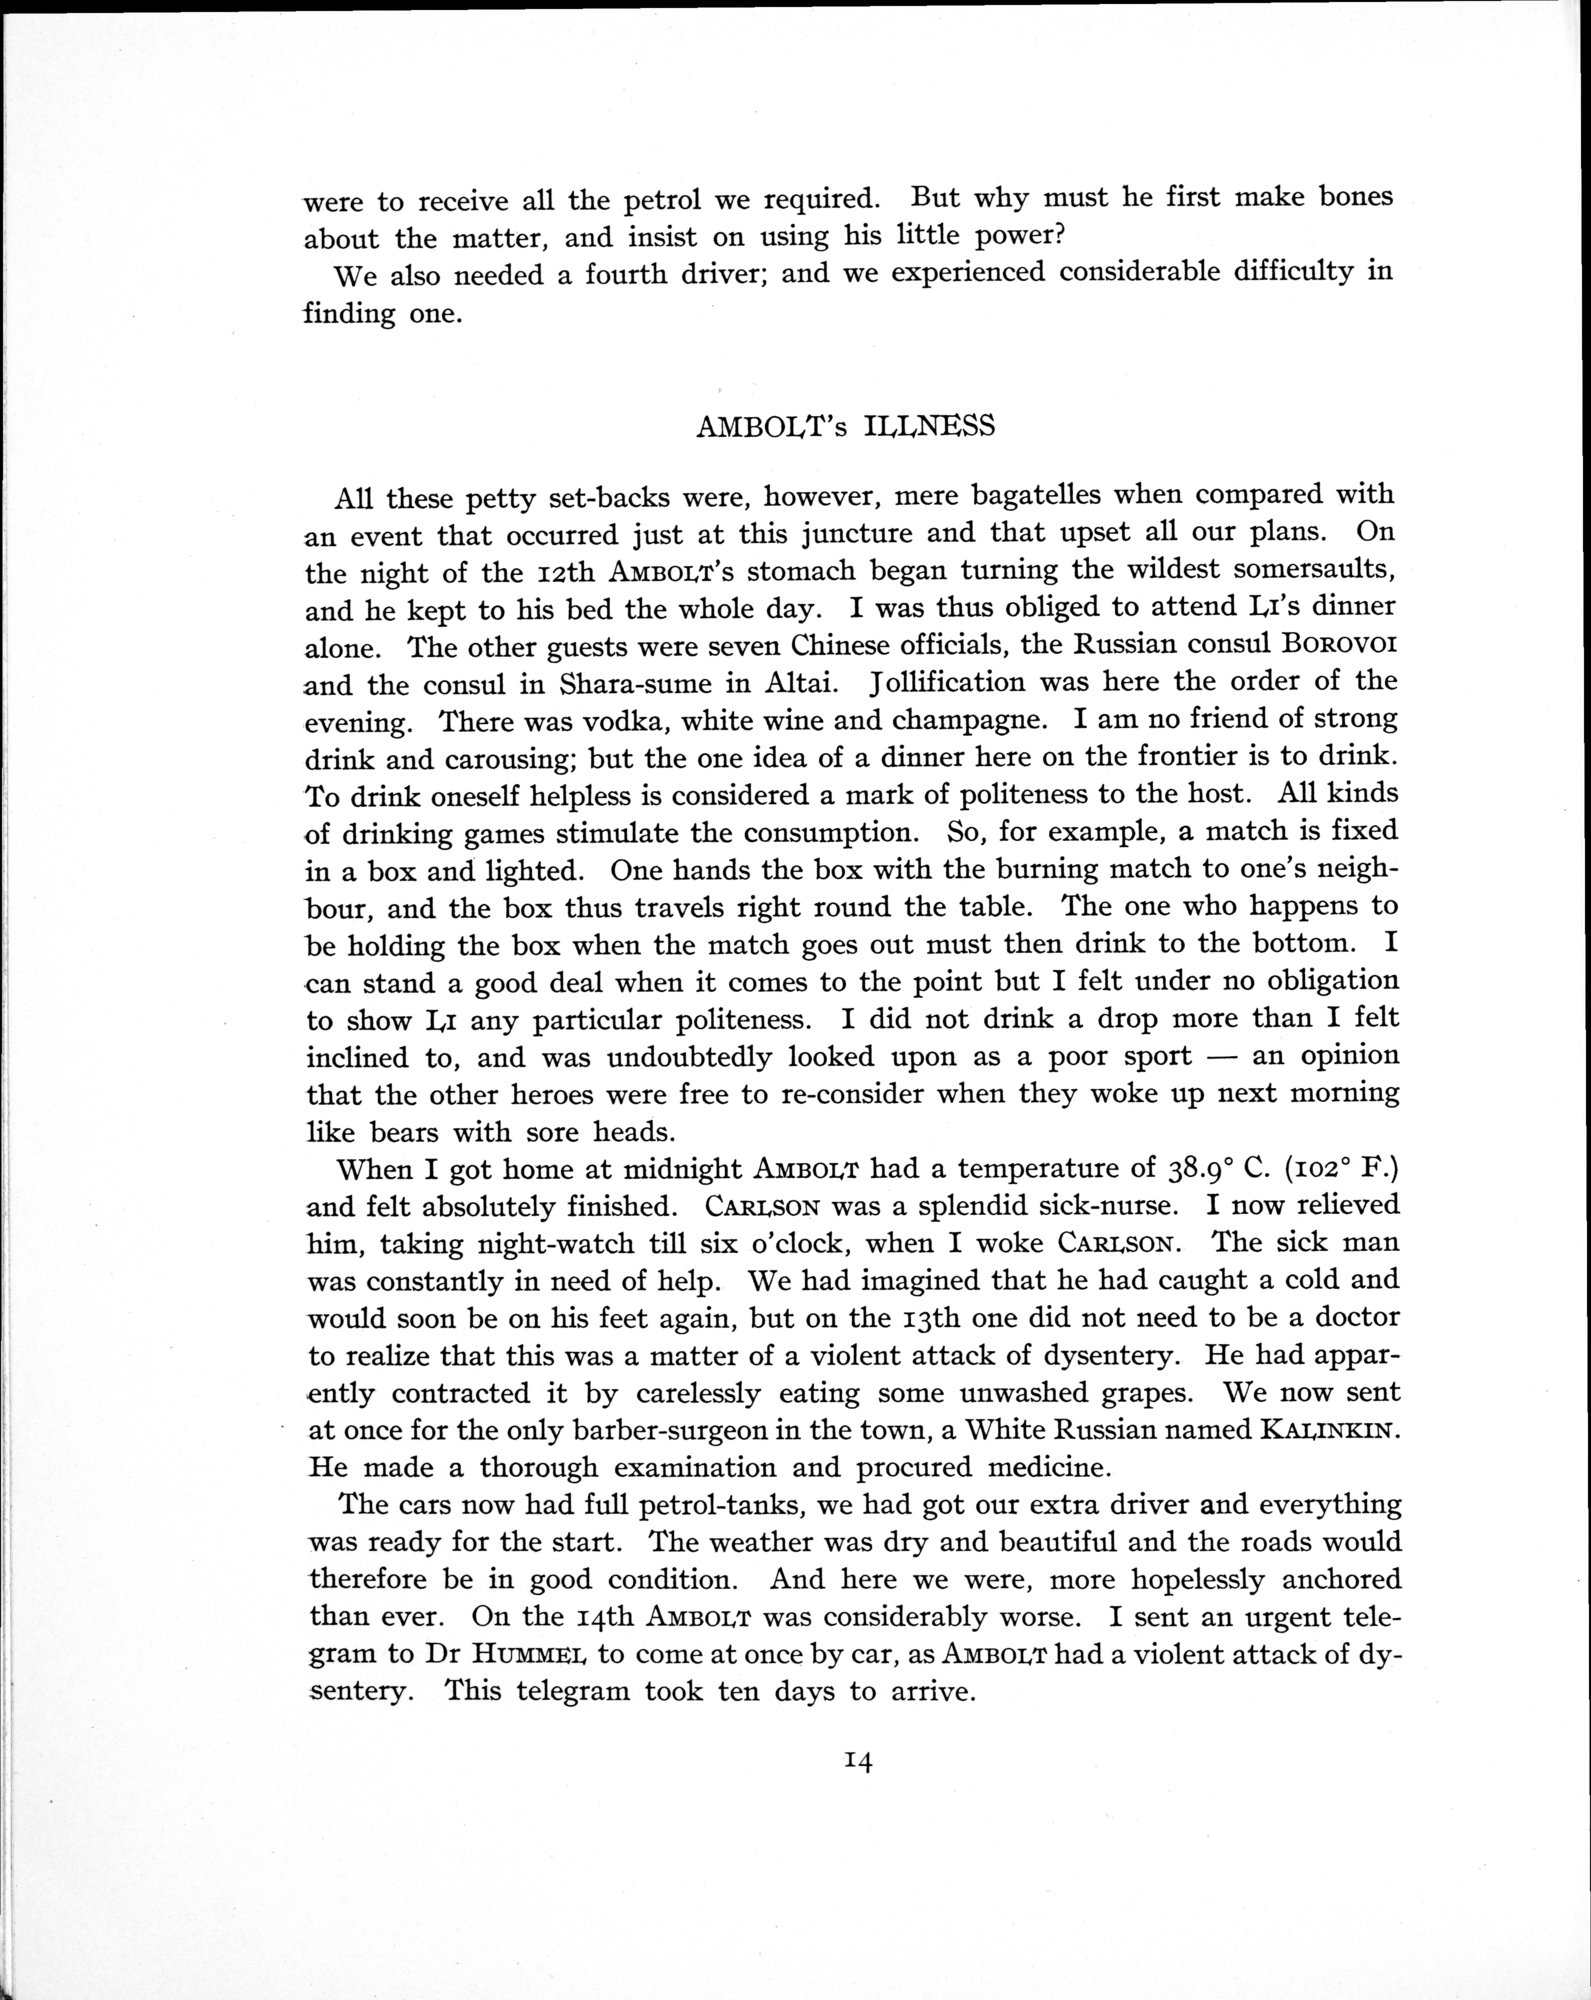 were to receive all the petrol we required. But why must he first make bones
about the matter, and insist on using his little power?
We also needed a fourth driver; and we experienced considerable difficulty in
finding one.
AMBOLT's ILLNESS
All these petty set-backs were, however, mere bagatelles when compared with
an event that occurred just at this juncture and that upset all our plans. On
the night of the 12th AMBOLT's stomach began turning the wildest somersaults,
and he kept to his bed the whole day. I was thus obliged to attend LI's dinner
alone. The other guests were seven Chinese officials, the Russian consul BOROVOI
and the consul in Shara-sume in Altai. Jollification was here the order of the
evening. There was vodka, white wine and champagne. I am no friend of strong
drink and carousing; but the one idea of a dinner here on the frontier is to drink.
To drink oneself helpless is considered a mark of politeness to the host. All kinds
of drinking games stimulate the consumption. So, for example, a match is fixed
in a box and lighted. One hands the box with the burning match to one's neigh-
bour, and the box thus travels right round the table. The one who happens to
be holding the box when the match goes out must then drink to the bottom. I
can stand a good deal when it comes to the point but I felt under no obligation
to show LI any particular politeness. I did not drink a drop more than I felt
inclined to, and was undoubtedly looked upon as a poor sport — an opinion
that the other heroes were free to re-consider when they woke up next morning
like bears with sore heads.
When I got home at midnight AMBOLT had a temperature of 38.9° C. (102° F.)
and felt absolutely finished. CARLSON was a splendid sick-nurse. I now relieved
him, taking night-watch till six o'clock, when I woke CARLSON. The sick man
was constantly in need of help. We had imagined that he had caught a cold and
would soon be on his feet again, but on the 13th one did not need to be a doctor
to realize that this was a matter of a violent attack of dysentery. He had appar-
ently contracted it by carelessly eating some unwashed grapes. We now sent
at once for the only barber-surgeon in the town, a White Russian named KALINKIN.
He made a thorough examination and procured medicine.
The cars now had full petrol-tanks, we had got our extra driver and everything
was ready for the start. The weather was dry and beautiful and the roads would
therefore be in good condition. And here we were, more hopelessly anchored
than ever. On the 14th AMBOLT was considerably worse. I sent an urgent tele-
gram to Dr HUMMEL to come at once by car, as AMBOLT had a violent attack of dy-
sentery. This telegram took ten days to arrive.
14